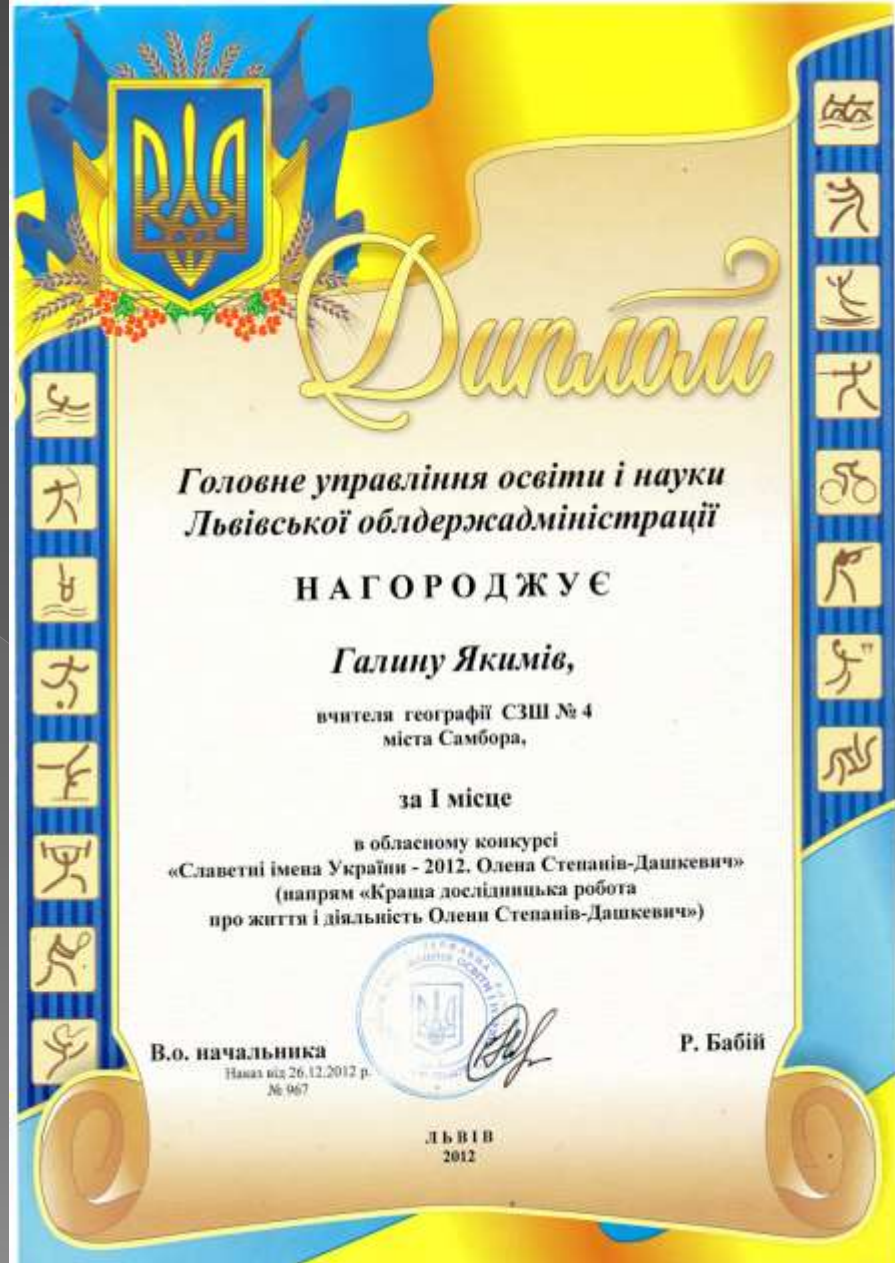 Диплом
Головне управління освіти і науки
Львівської облдержадміністрації
НАГОРОДЖУЄ
Галину Якимів,
вчителя географії СЗШ № 4
міста Самбора,
за І місце
в обласному конкурсі
«Славетні імена України - 2012. Олена Степанів-Дашкевич»
(напрям «Краща дослідницька робота
про життя і діяльність Олени Степанів-Дашкевич»)
В.о. начальника
Р. Бабій
Наказ від 26.12.2012 р.
№ 967
ЛЬВІВ
2012